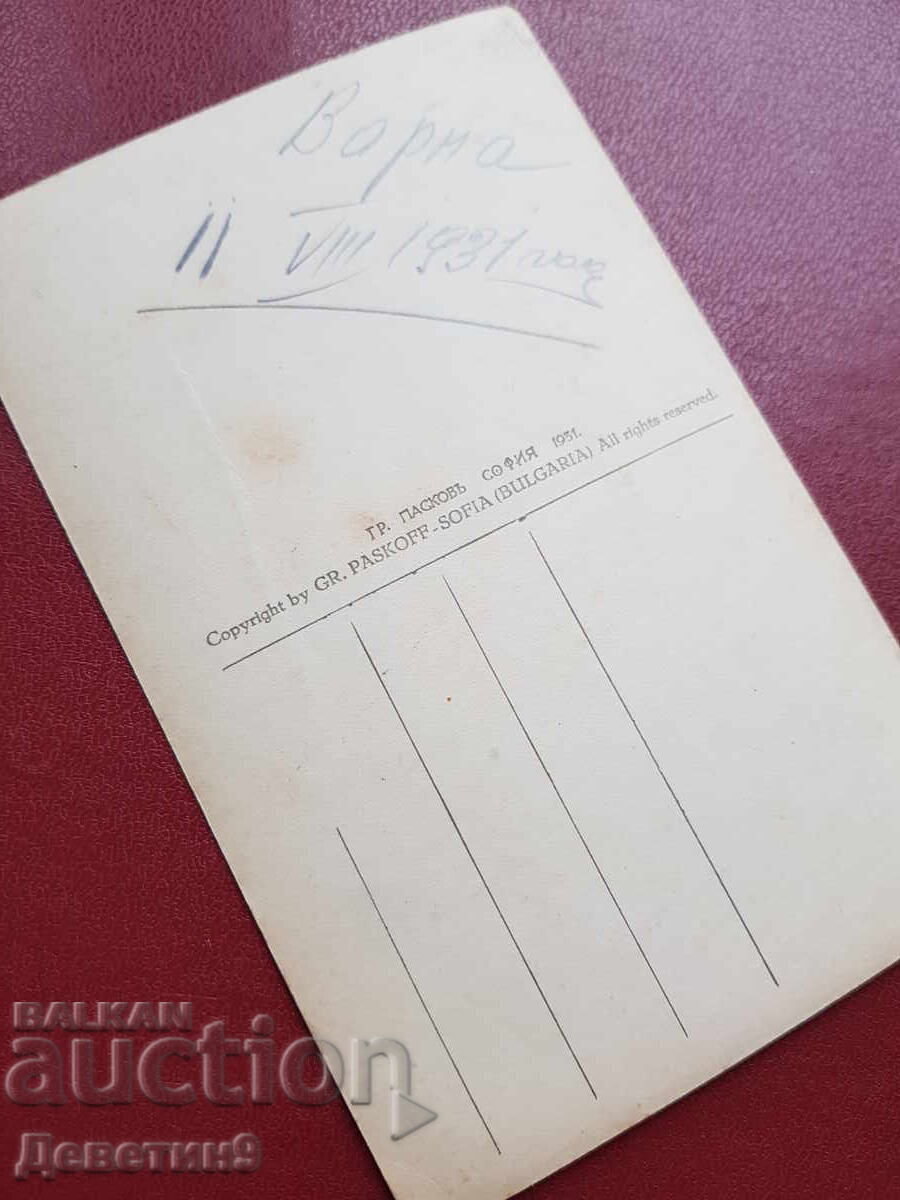 Варна
11 VIII 1931 год
ГР. ПАСКОВЪ СОФИЯ 1931.
Copyright by GR. PASKOFF - SOFIA (BULGARIA) All rights reserved.
BALKAN
auction
Деветин9